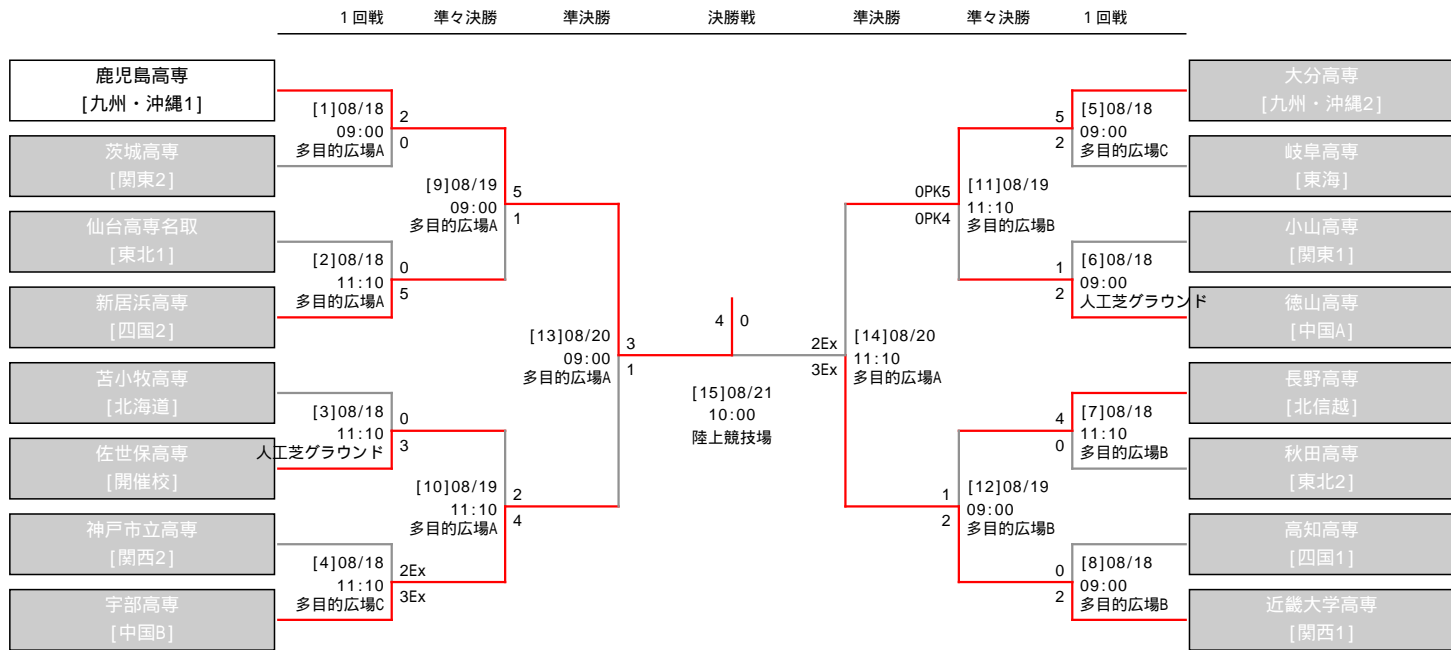 1回戦 準々決勝 準決勝 決勝戦 準決勝 準々決勝 1回戦
鹿児島高専
[九州・沖縄1]
茨城高専
[関東2]
仙台高専名取
[東北1]
新居浜高専
[四国2]
苫小牧高専
[北海道]
佐世保高専
[開催校]
神戸市立高専
[関西2]
宇部高専
[中国B]
[1]08/18
09:00
多目的広場A
2
0
[2]08/18
11:10
多目的広場A
0
5
[3]08/18
11:10
人工芝グラウンド
0
3
[4]08/18
11:10
多目的広場C
2Ex
3Ex
[9]08/19
09:00
多目的広場A
5
1
[10]08/19
11:10
多目的広場A
2
4
[13]08/20
09:00
多目的広場A
3
1
4 0
[15]08/21
10:00
陸上競技場
2Ex
3Ex
[14]08/20
11:10
多目的広場A
0PK5
0PK4
[11]08/19
11:10
多目的広場B
1
2
[12]08/19
09:00
多目的広場B
5
2
[5]08/18
09:00
多目的広場C
1
2
[6]08/18
09:00
人工芝グラウンド
4
0
[7]08/18
11:10
多目的広場B
0
2
[8]08/18
09:00
多目的広場B
大分高専
[九州・沖縄2]
岐阜高専
[東海]
小山高専
[関東1]
徳山高専
[中国A]
長野高専
[北信越]
秋田高専
[東北2]
高知高専
[四国1]
近畿大学高専
[関西1]